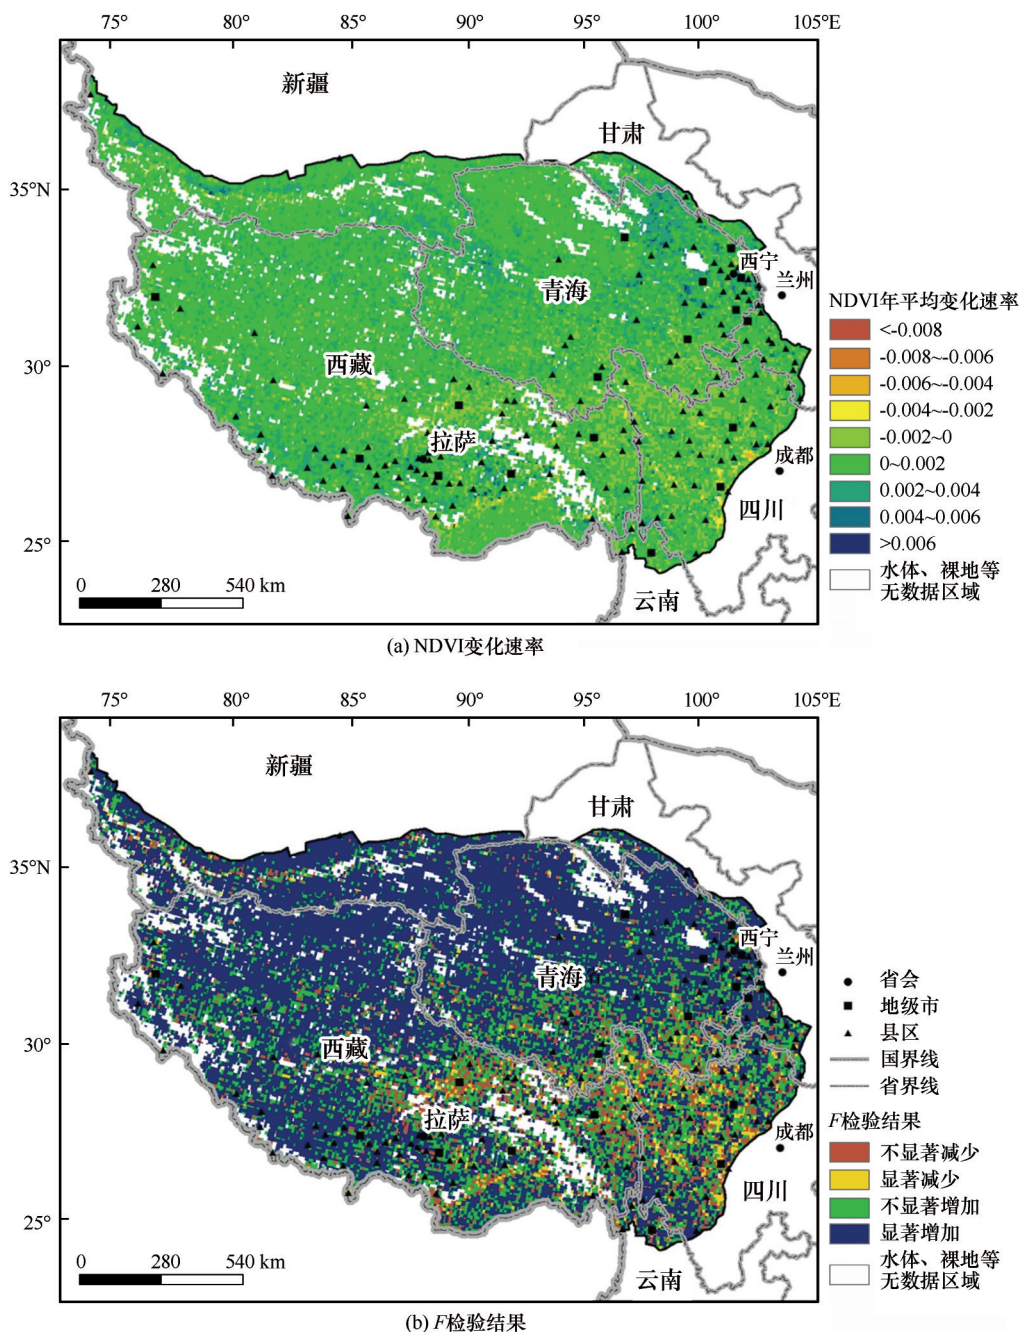 75° 80° 85° 90° 95° 100° 105°E
新疆
甘肃
35°N
西宁
兰州
青海
NDVI年平均变化速率
<-0.008
-0.008~-0.006
30°
西藏
-0.006~-0.004
-0.004~-0.002
拉萨
-0.002~0
成都
0~0.002
0.002~0.004
四川
0.004~0.006
25°
>0.006
水体、裸地等
无数据区域
0 280 540 km
云南
(a) NDVI变化速率
75° 80° 85° 90° 95° 100° 105°E
新疆
甘肃
35°N
西宁
兰州
青海
省会
地级市
县区
30°
西藏
国界线
省界线
拉萨
F检验结果
成都
不显著减少
显著减少
四川
不显著增加
25°
显著增加
水体、裸地等
无数据区域
0 280 540 km
云南
(b) F检验结果